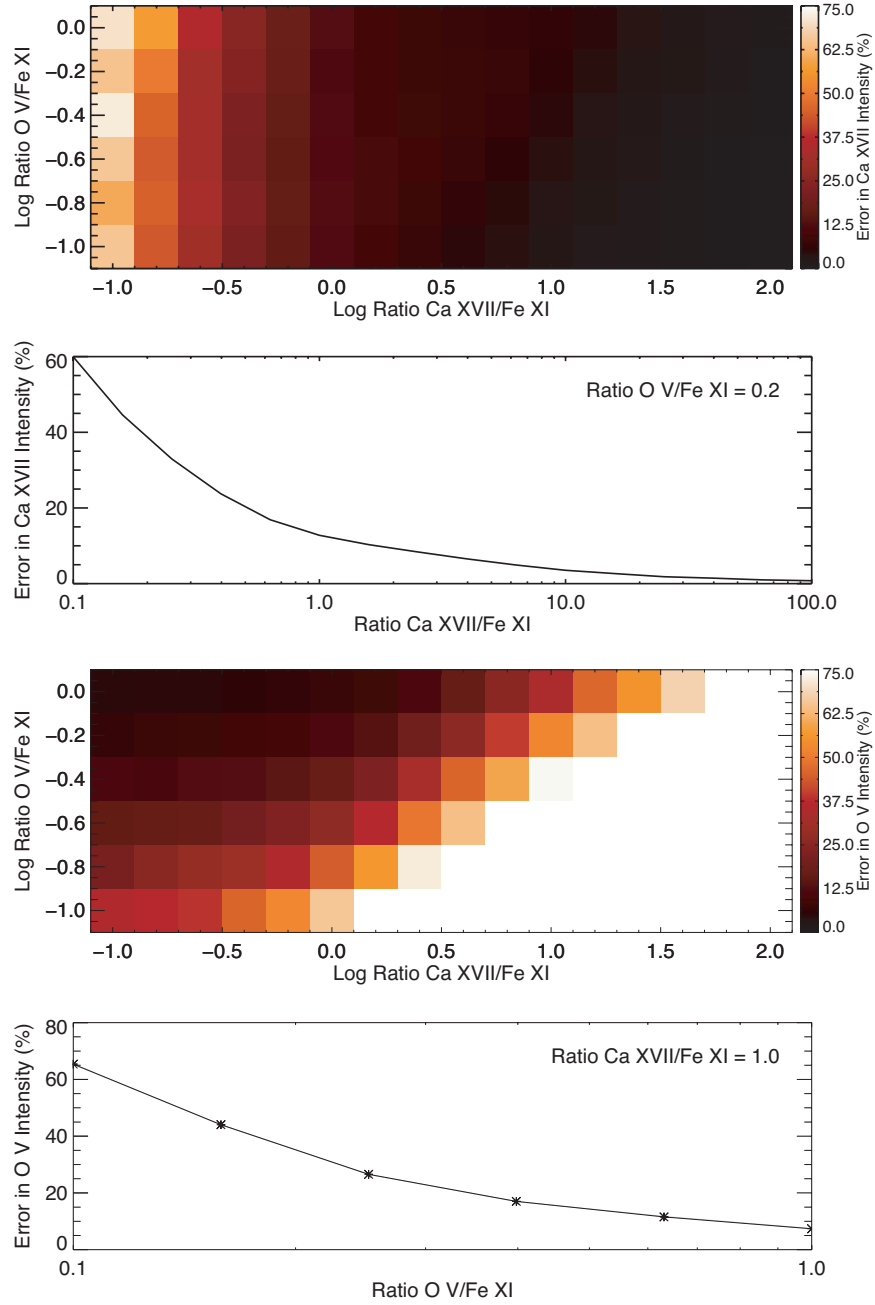 0.0
−0.2
−0.4
−0.6
−0.8
−1.0
Log Ratio O V/Fe XI
−1.0 −0.5 0.0 0.5 1.0 1.5 2.0
Log Ratio Ca XVII/Fe XI
75.0
62.5
50.0
37.5
25.0
12.5
0.0
Error in Ca XVII Intensity (%)
60
40
20
0
Error in Ca XVII Intensity (%)
Ratio O V/Fe XI = 0.2
0.1 1.0 10.0 100.0
Ratio Ca XVII/Fe XI
0.0
−0.2
−0.4
−0.6
−0.8
−1.0
Log Ratio O V/Fe XI
−1.0 −0.5 0.0 0.5 1.0 1.5 2.0
Log Ratio Ca XVII/Fe XI
75.0
62.5
50.0
37.5
25.0
12.5
0.0
Error in O V Intensity (%)
80
60
40
20
0
Error in O V Intensity (%)
Ratio Ca XVII/Fe XI = 1.0
0.1 1.0
Ratio O V/Fe XI